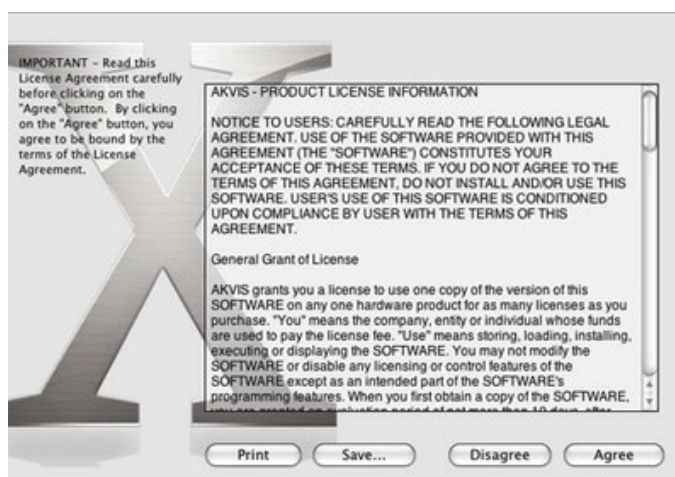 IMPORTANT - Read this
License Agreement carefully
before clicking on the
"Agree" button. By clicking
on the "Agree" button, you
agree to be bound by the
terms of the License
Agreement.
AKVIS - PRODUCT LICENSE INFORMATION
NOTICE TO USERS: CAREFULLY READ THE FOLLOWING LEGAL
AGREEMENT. USE OF THE SOFTWARE PROVIDED WITH THIS
AGREEMENT (THE "SOFTWARE") CONSTITUTES YOUR
ACCEPTANCE OF THESE TERMS. IF YOU DO NOT AGREE TO THE
TERMS OF THIS AGREEMENT, DO NOT INSTALL AND/OR USE THIS
SOFTWARE. USER'S USE OF THIS SOFTWARE IS CONDITIONED
UPON COMPLIANCE BY USER WITH THE TERMS OF THIS
AGREEMENT.
General Grant of License
AKVIS grants you a license to use one copy of the version of this
SOFTWARE on any one hardware product for as many licenses as you
purchase. "You" means the company, entity or individual whose funds
are used to pay the license fee. "Use" means storing, loading, installing,
executing or displaying the SOFTWARE. You may not modify the
SOFTWARE or disable any licensing or control features of the
SOFTWARE except as an intended part of the SOFTWARE's
programming features. When you first obtain a copy of the SOFTWARE,
Print Save... Disagree Agree